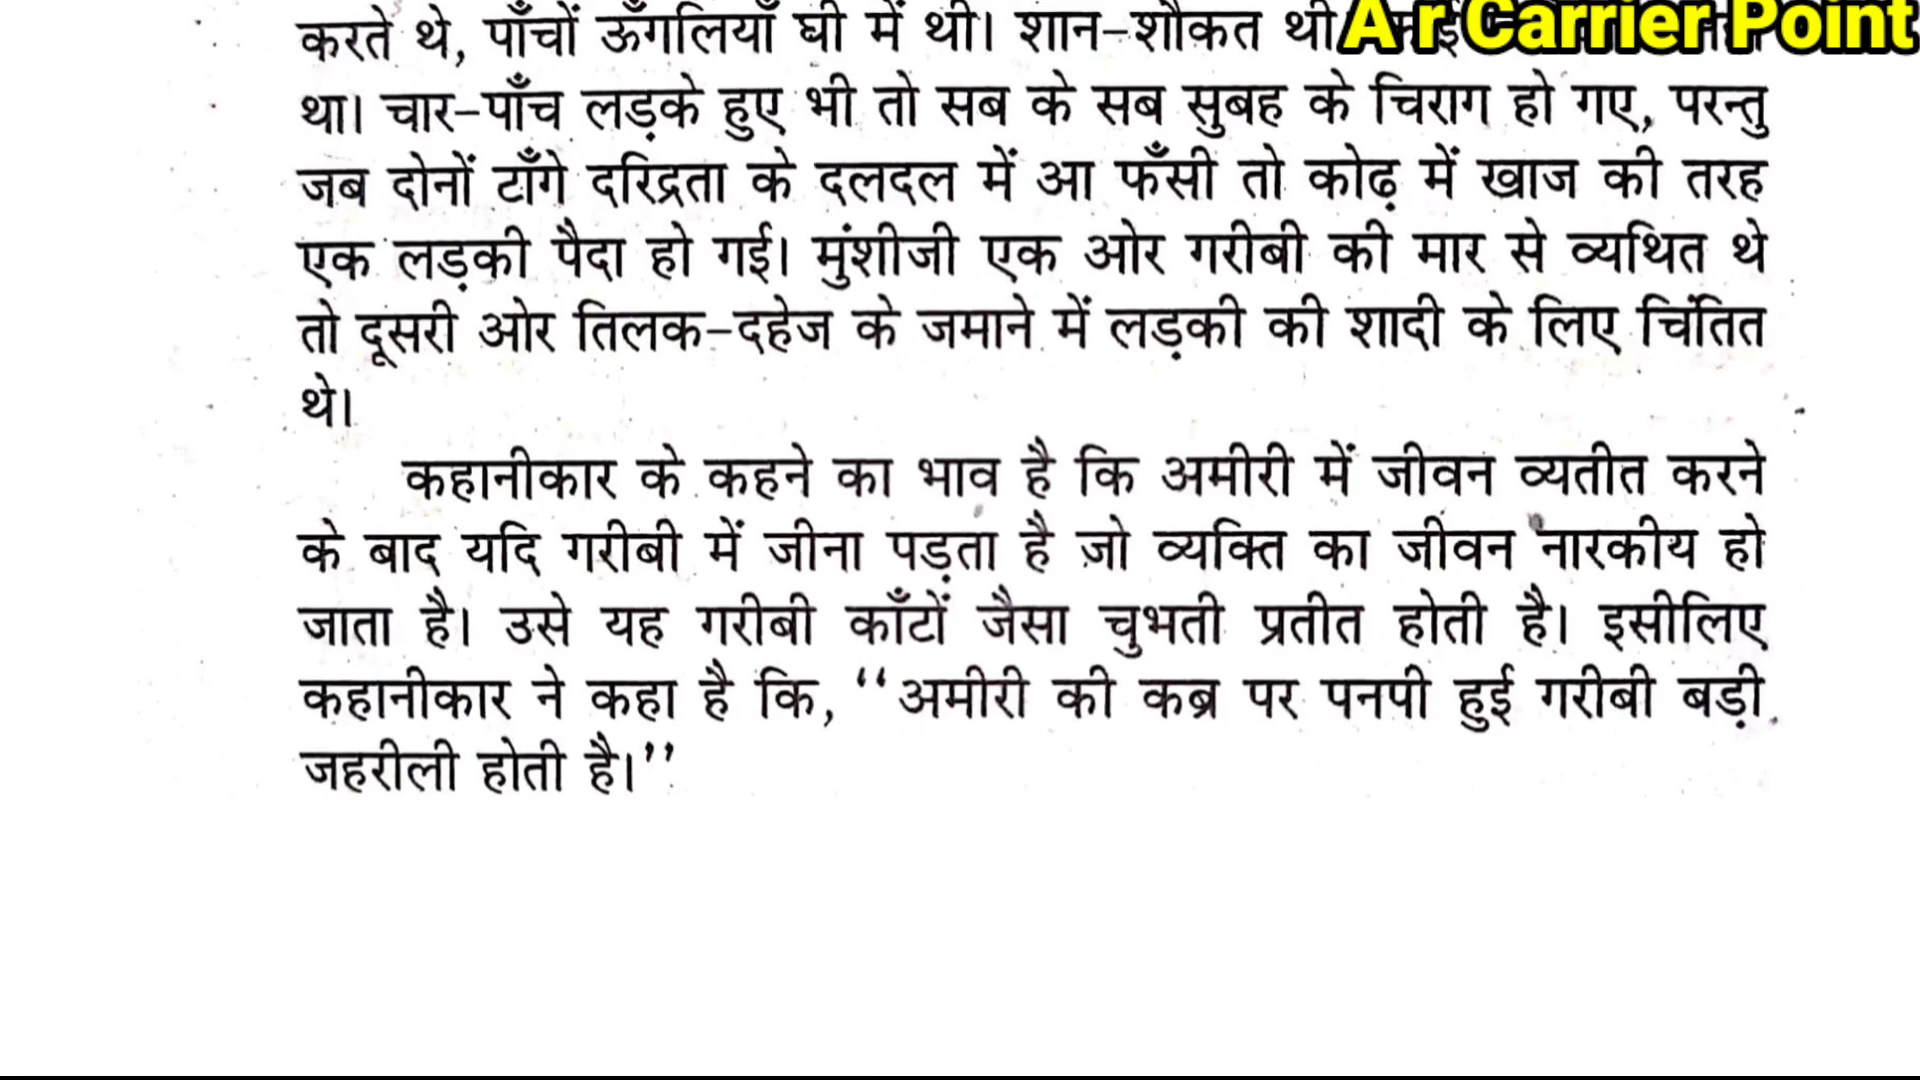 करते थे, पाँचों ऊँगलियाँ घी में थी। शान-शौकत थी
A r Carrier Point
था। चार-पाँच लड़के हुए भी तो सब के सब सुबह के चिराग हो गए, परन्तु
जब दोनों टाँगे दरिद्रता के दलदल में आ फँसी तो कोढ़ में खाज की तरह
एक लड़की पैदा हो गई। मुंशीजी एक ओर गरीबी की मार से व्यथित थे
तो दूसरी ओर तिलक-दहेज के जमाने में लड़की की शादी के लिए चिंतित
थे।
कहानीकार के कहने का भाव है कि अमीरी में जीवन व्यतीत करने
के बाद यदि गरीबी में जीना पड़ता है जो व्यक्ति का जीवन नारकीय हो
जाता है। उसे यह गरीबी काँटों जैसा चुभती प्रतीत होती है। इसीलिए
कहानीकार ने कहा है कि, “अमीरी की कब्र पर पनपी हुई गरीबी बड़ी
जहरीली होती है।”